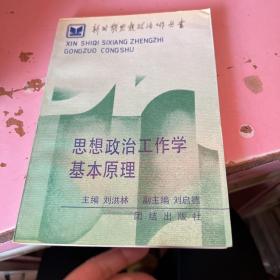 新时期思想政治工作丛书
XIN SHIQI SIXIANG ZHENGZHI
GONGZUO CONGSHU
思想政治工作学
基本原理
主编 刘洪林 副主编 刘启德
团结出版社